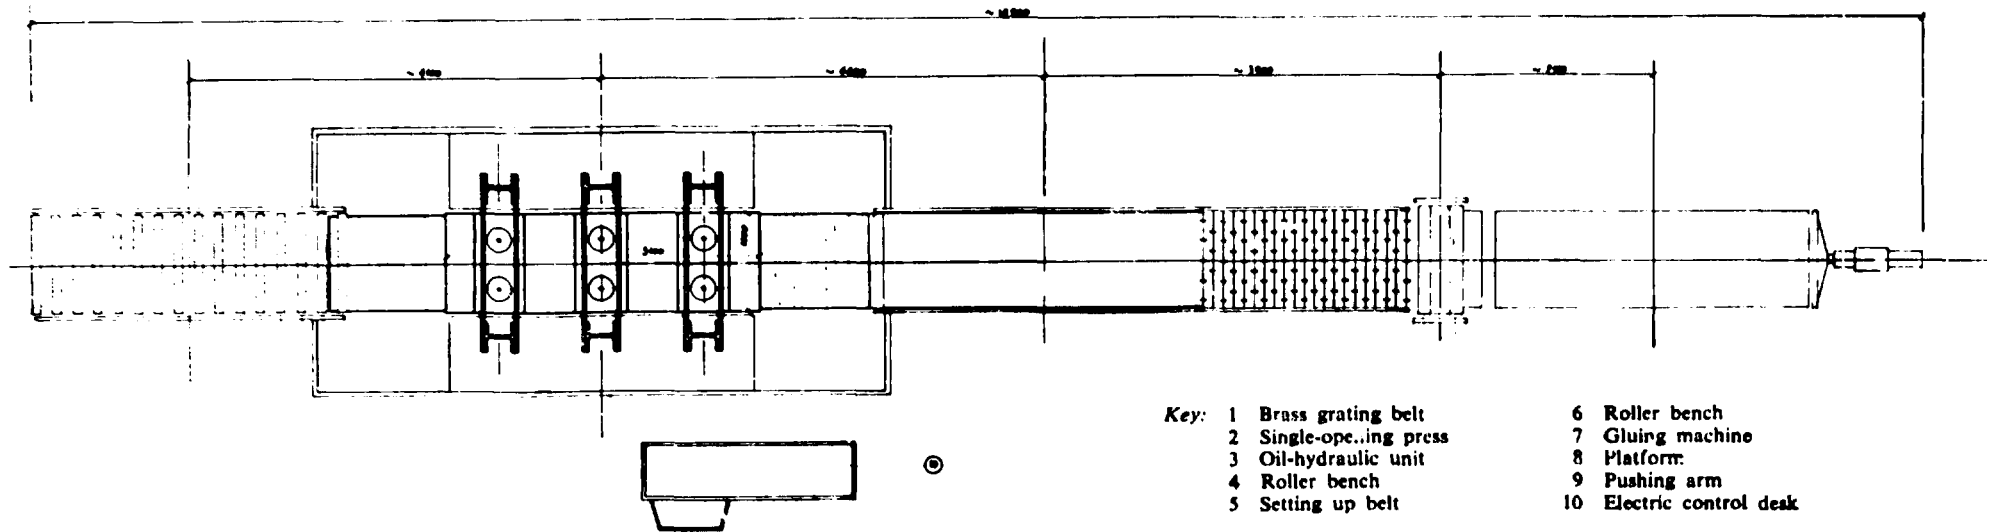 Key: 1 Brass grating belt
2 Single-ope..ing press
3 Oil-hydraulic unit
4 Roller bench
5 Setting up belt
6 Roller bench
7 Gluing machine
8 Platform
9 Pushing arm
10 Electric control desk